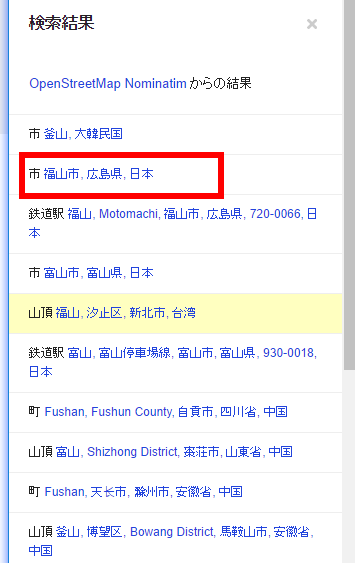 検索結果
×
OpenStreetMap Nominatim からの結果
市 釜山, 大韓民国
市 福山市, 広島県, 日本
鉄道駅 福山, Motomachi, 福山市, 広島県, 720-0066, 日
本
市 富山市, 富山県, 日本
山頂 福山, 汐止区, 新北市, 台湾
鉄道駅 富山, 富山停車場線, 富山市, 富山県, 930-0018,
日本
町 Fushan, Fushun County, 自貢市, 四川省, 中国
山頂 富山, Shizhong District, 棗荘市, 山東省, 中国
町 Fushan, 天长市, 滁州市, 安徽省, 中国
山頂 釜山, 博望区, Bowang District, 馬鞍山市, 安徽省,
中国